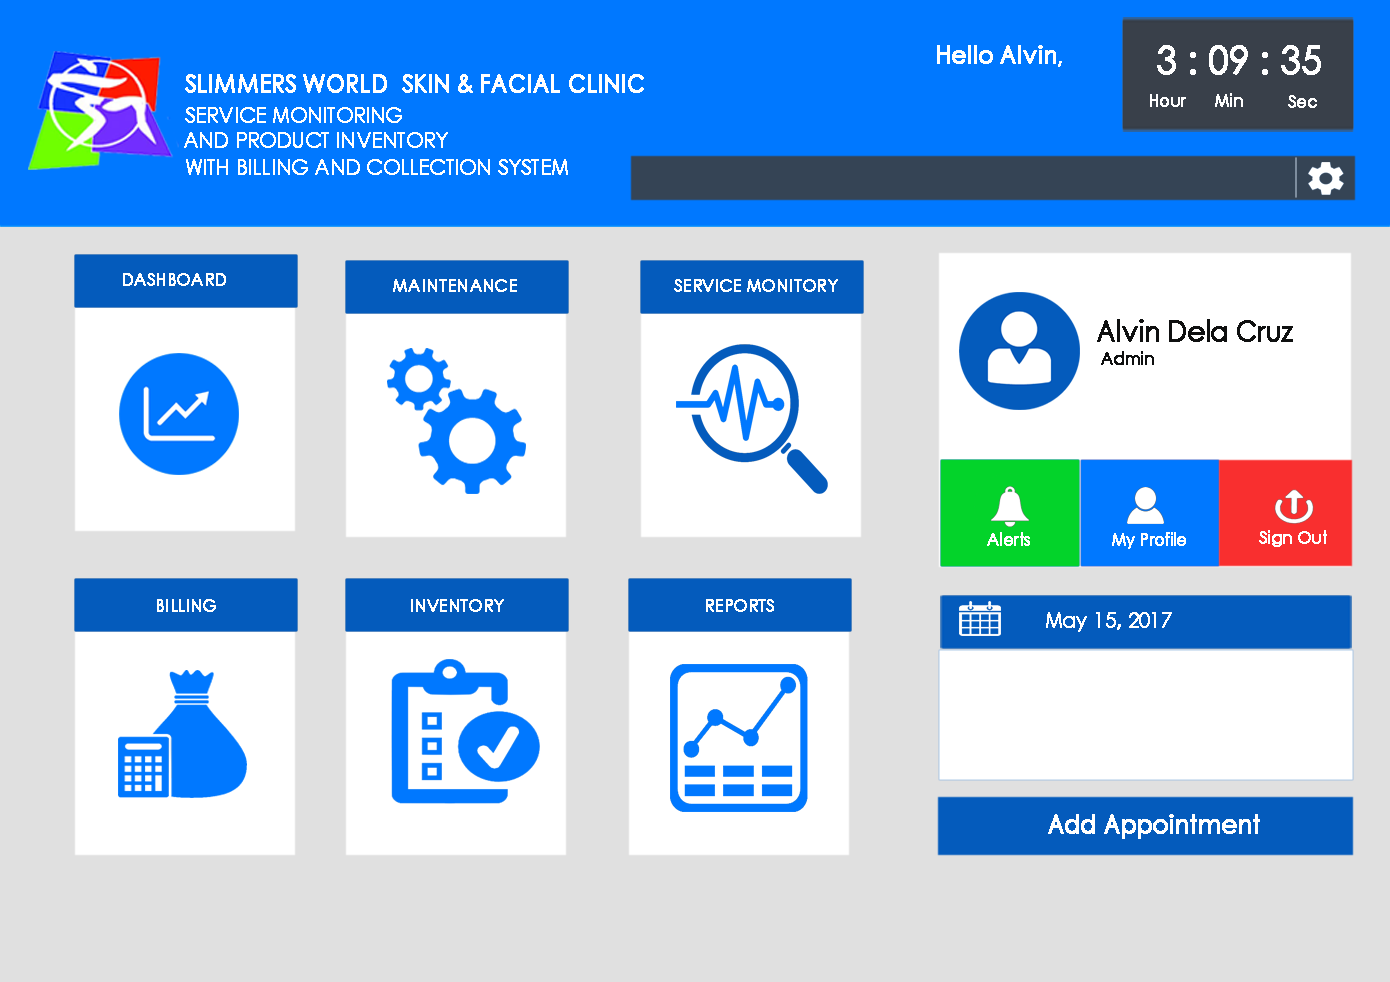 Hello Alvin,
3 : 09 : 35
Hour Min Sec
SLIMMERS WORLD SKIN & FACIAL CLINIC
SERVICE MONITORING
AND PRODUCT INVENTORY
WITH BILLING AND COLLECTION SYSTEM
DASHBOARD
MAINTENANCE
SERVICE MONITORY
Alvin Dela Cruz
Admin
Alerts
My Profile
Sign Out
BILLING
INVENTORY
REPORTS
May 15, 2017
Add Appointment